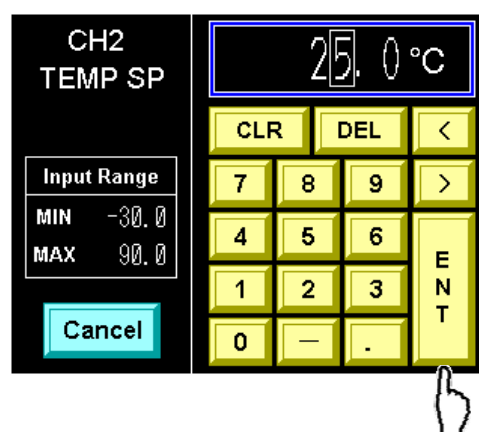 CH2
TEMP SP
25.0 °C
CLR DEL <
Input Range
7 8 9 >
MIN -30.0
MAX 90.0
4 5 6
ENT
1 2 3
Cancel
0 — .